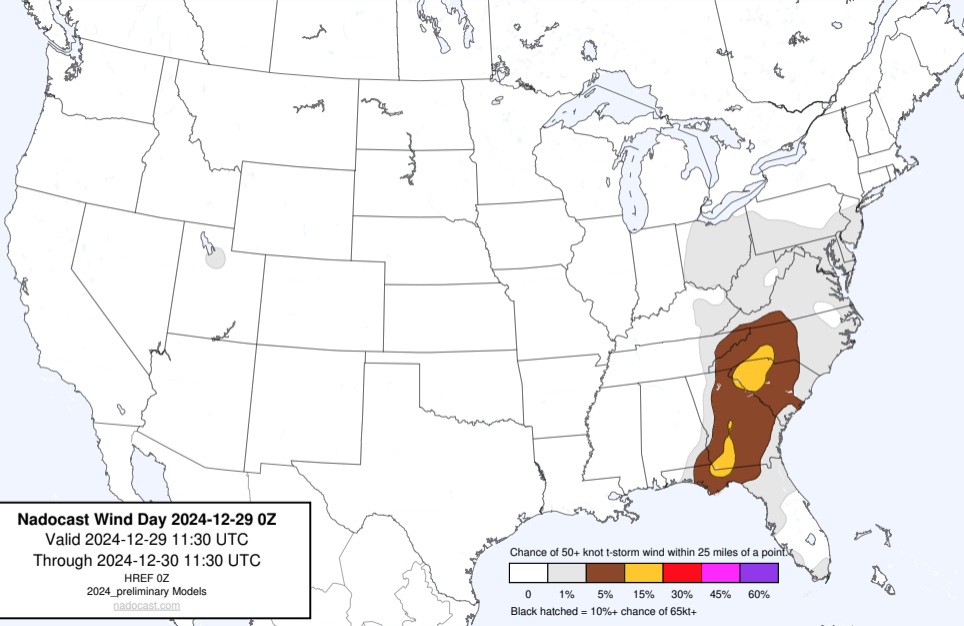 Nadocast Wind Day 2024-12-29 0Z
Valid 2024-12-29 11:30 UTC
Through 2024-12-30 11:30 UTC
HREF 0Z
2024_preliminary Models
nadocast.com
Chance of 50+ knot t-storm wind within 25 miles of a point.
0 1% 5% 15% 30% 45% 60%
Black hatched = 10%+ chance of 65kt+